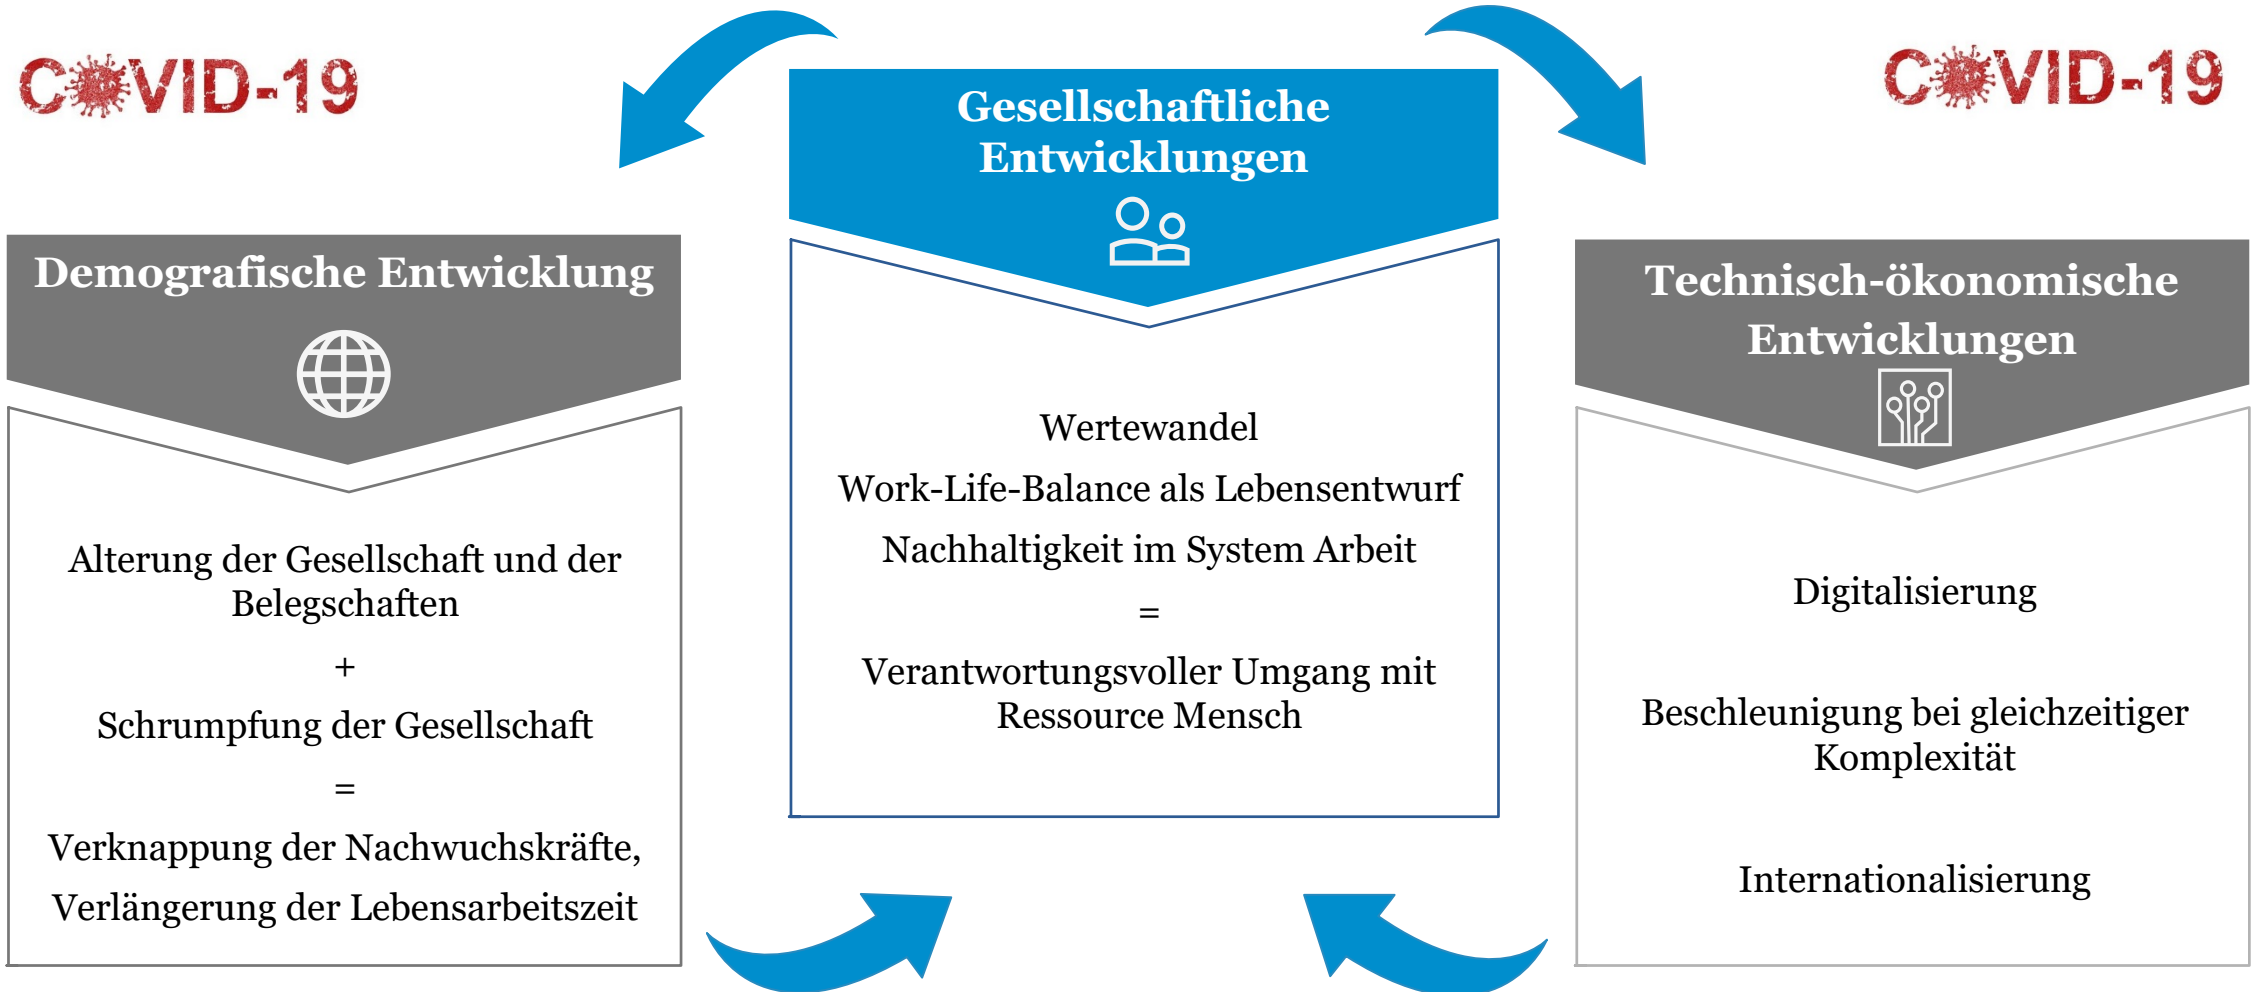 COVID-19
COVID-19
Gesellschaftliche
Entwicklungen
Demografische Entwicklung
Technisch-ökonomische
Entwicklungen
Alterung der Gesellschaft und der
Belegschaften
+
Schrumpfung der Gesellschaft
=
Verknappung der Nachwuchskräfte,
Verlängerung der Lebensarbeitszeit
Wertewandel
Work-Life-Balance als Lebensentwurf
Nachhaltigkeit im System Arbeit
=
Verantwortungsvoller Umgang mit
Ressource Mensch
Digitalisierung
Beschleunigung bei gleichzeitiger
Komplexität
Internationalisierung